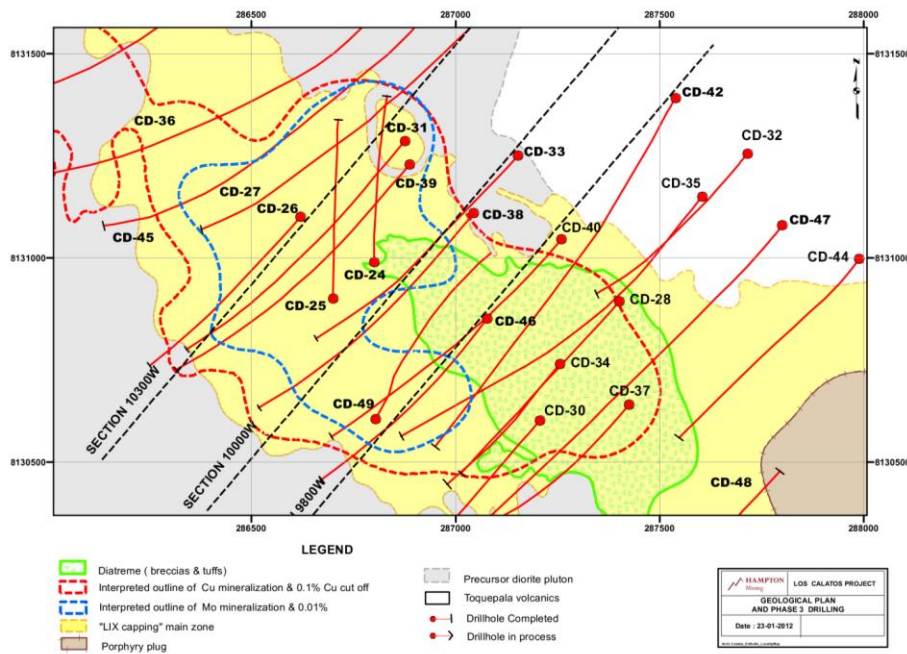 286500
287000
287500
288000
8131500
8131500
CD-36
CD-42
CD-31
CD-33
CD-32
CD-39
CD-27
CD-35
CD-26
CD-38
CD-47
CD-45
CD-40
CD-44
8131000
8131000
CD-24
CD-25
CD-28
CD-46
CD-34
SECTION 10300W
CD-37
CD-49
CD-30
SECTION 10000W
8130500
8130500
L9800W
CD-48
286500
287000
287500
288000
LEGEND
Diatreme ( breccias & tuffs)
Interpreted outline of Cu mineralization & 0.1% Cu cut off
Interpreted outline of Mo mineralization & 0.01%
"LIX capping" main zone
Porphyry plug
Precursor diorite pluton
Toquepala volcanics
Drillhole Completed
Drillhole in process
HAMPTON
Mining
LOS CALATOS PROJECT
GEOLOGICAL PLAN
AND PHASE 3 DRILLING
Date : 23-01-2012